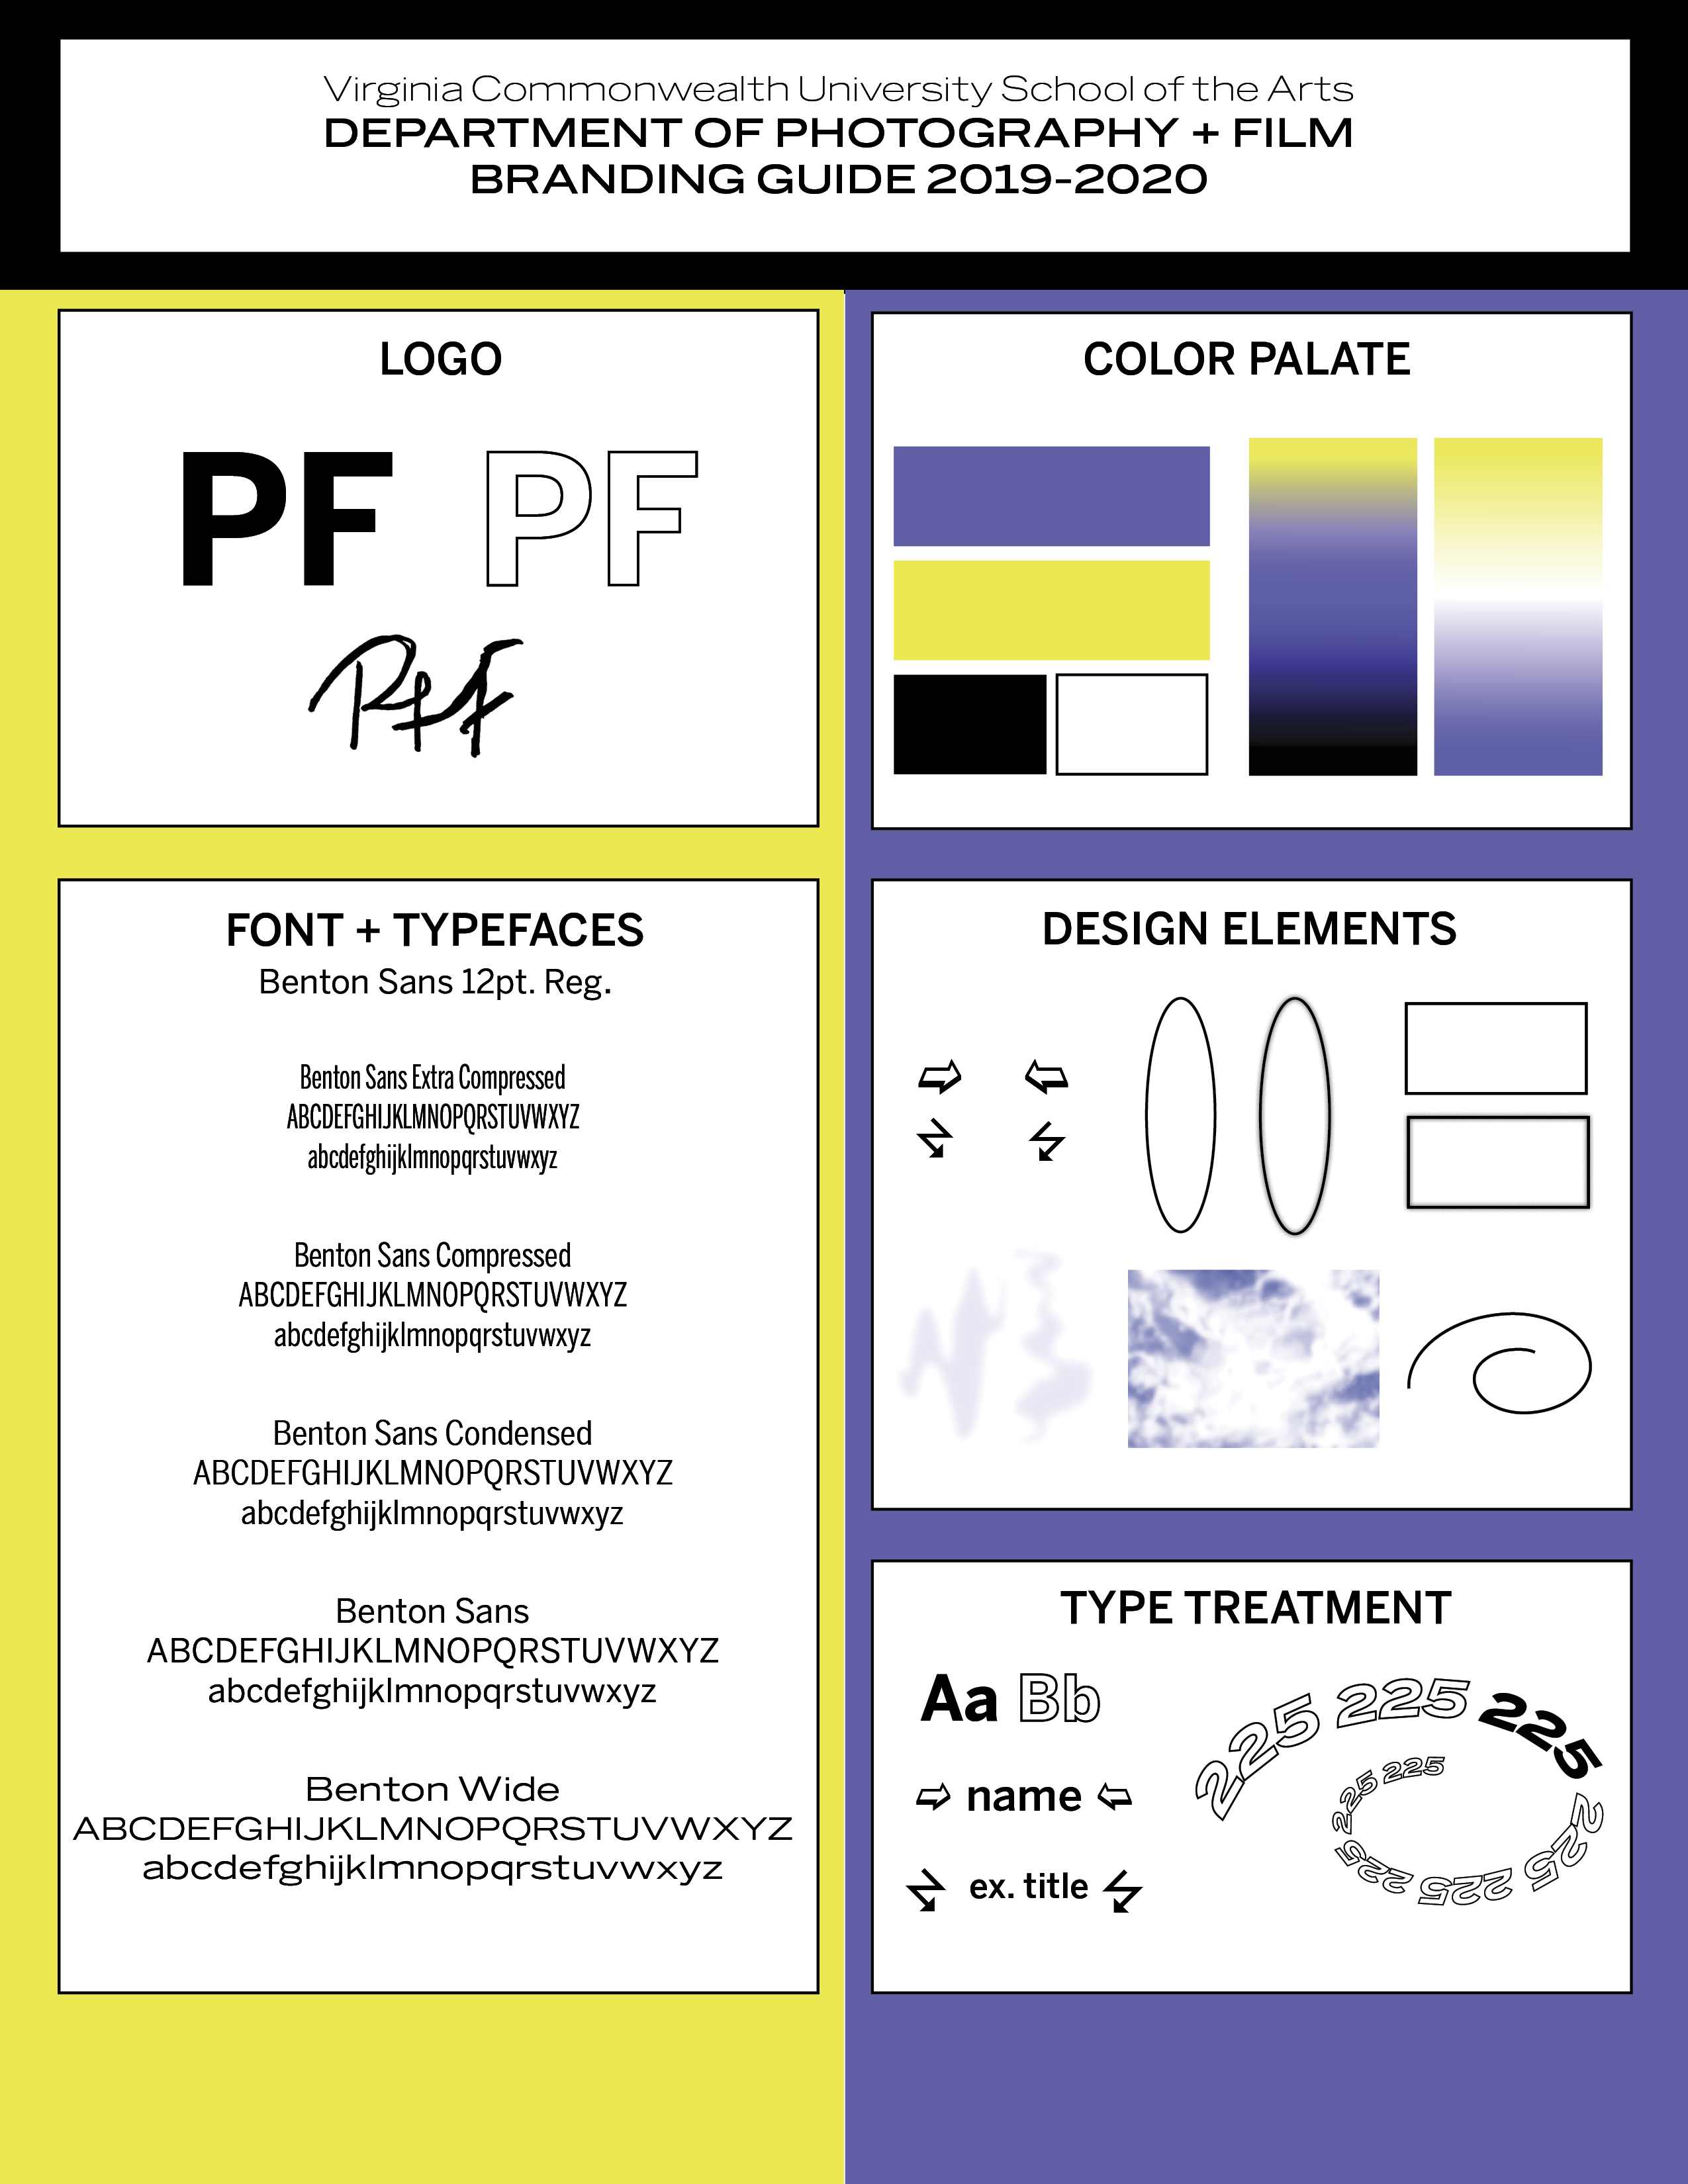 Virginia Commonwealth University School of the Arts
DEPARTMENT OF PHOTOGRAPHY + FILM
BRANDING GUIDE 2019-2020
LOGO
PF PF
P+F
COLOR PALATE
FONT + TYPEFACES
Benton Sans 12pt. Reg.
Benton Sans Extra Compressed
ABCDEFGHIJKLMNOPQRSTUVWXYZ
abcdefghijklmnopqrstuvwxyz
Benton Sans Compressed
ABCDEFGHIJKLMNOPQRSTUVWXYZ
abcdefghijklmnopqrstuvwxyz
Benton Sans Condensed
ABCDEFGHIJKLMNOPQRSTUVWXYZ
abcdefghijklmnopqrstuvwxyz
Benton Sans
ABCDEFGHIJKLMNOPQRSTUVWXYZ
abcdefghijklmnopqrstuvwxyz
Benton Wide
ABCDEFGHIJKLMNOPQRSTUVWXYZ
abcdefghijklmnopqrstuvwxyz
DESIGN ELEMENTS
TYPE TREATMENT
Aa Bb
name
ex. title
225 225 225 225 225 225 225 225